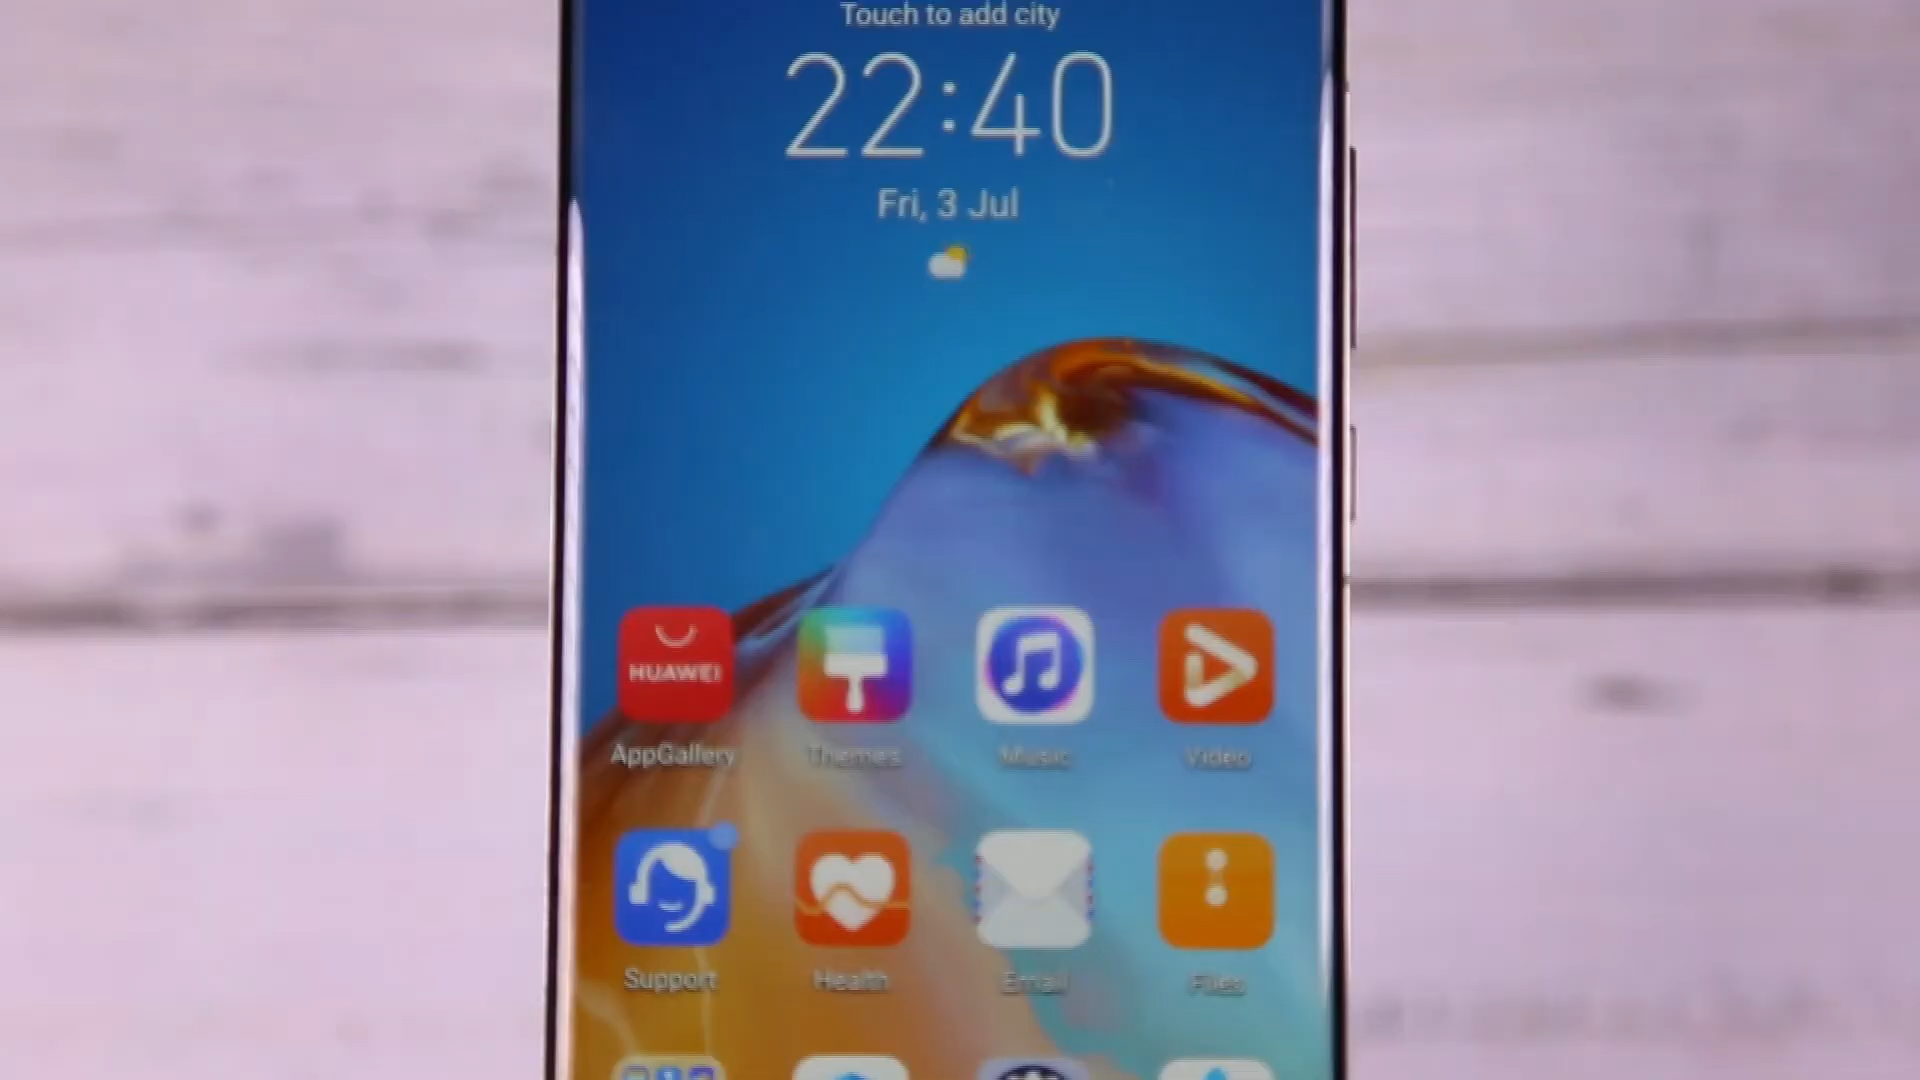 Touch to add city
22:40
Fri, 3 Jul
HUAWEI
AppGallery Themes Music Video
Support Health Email Files